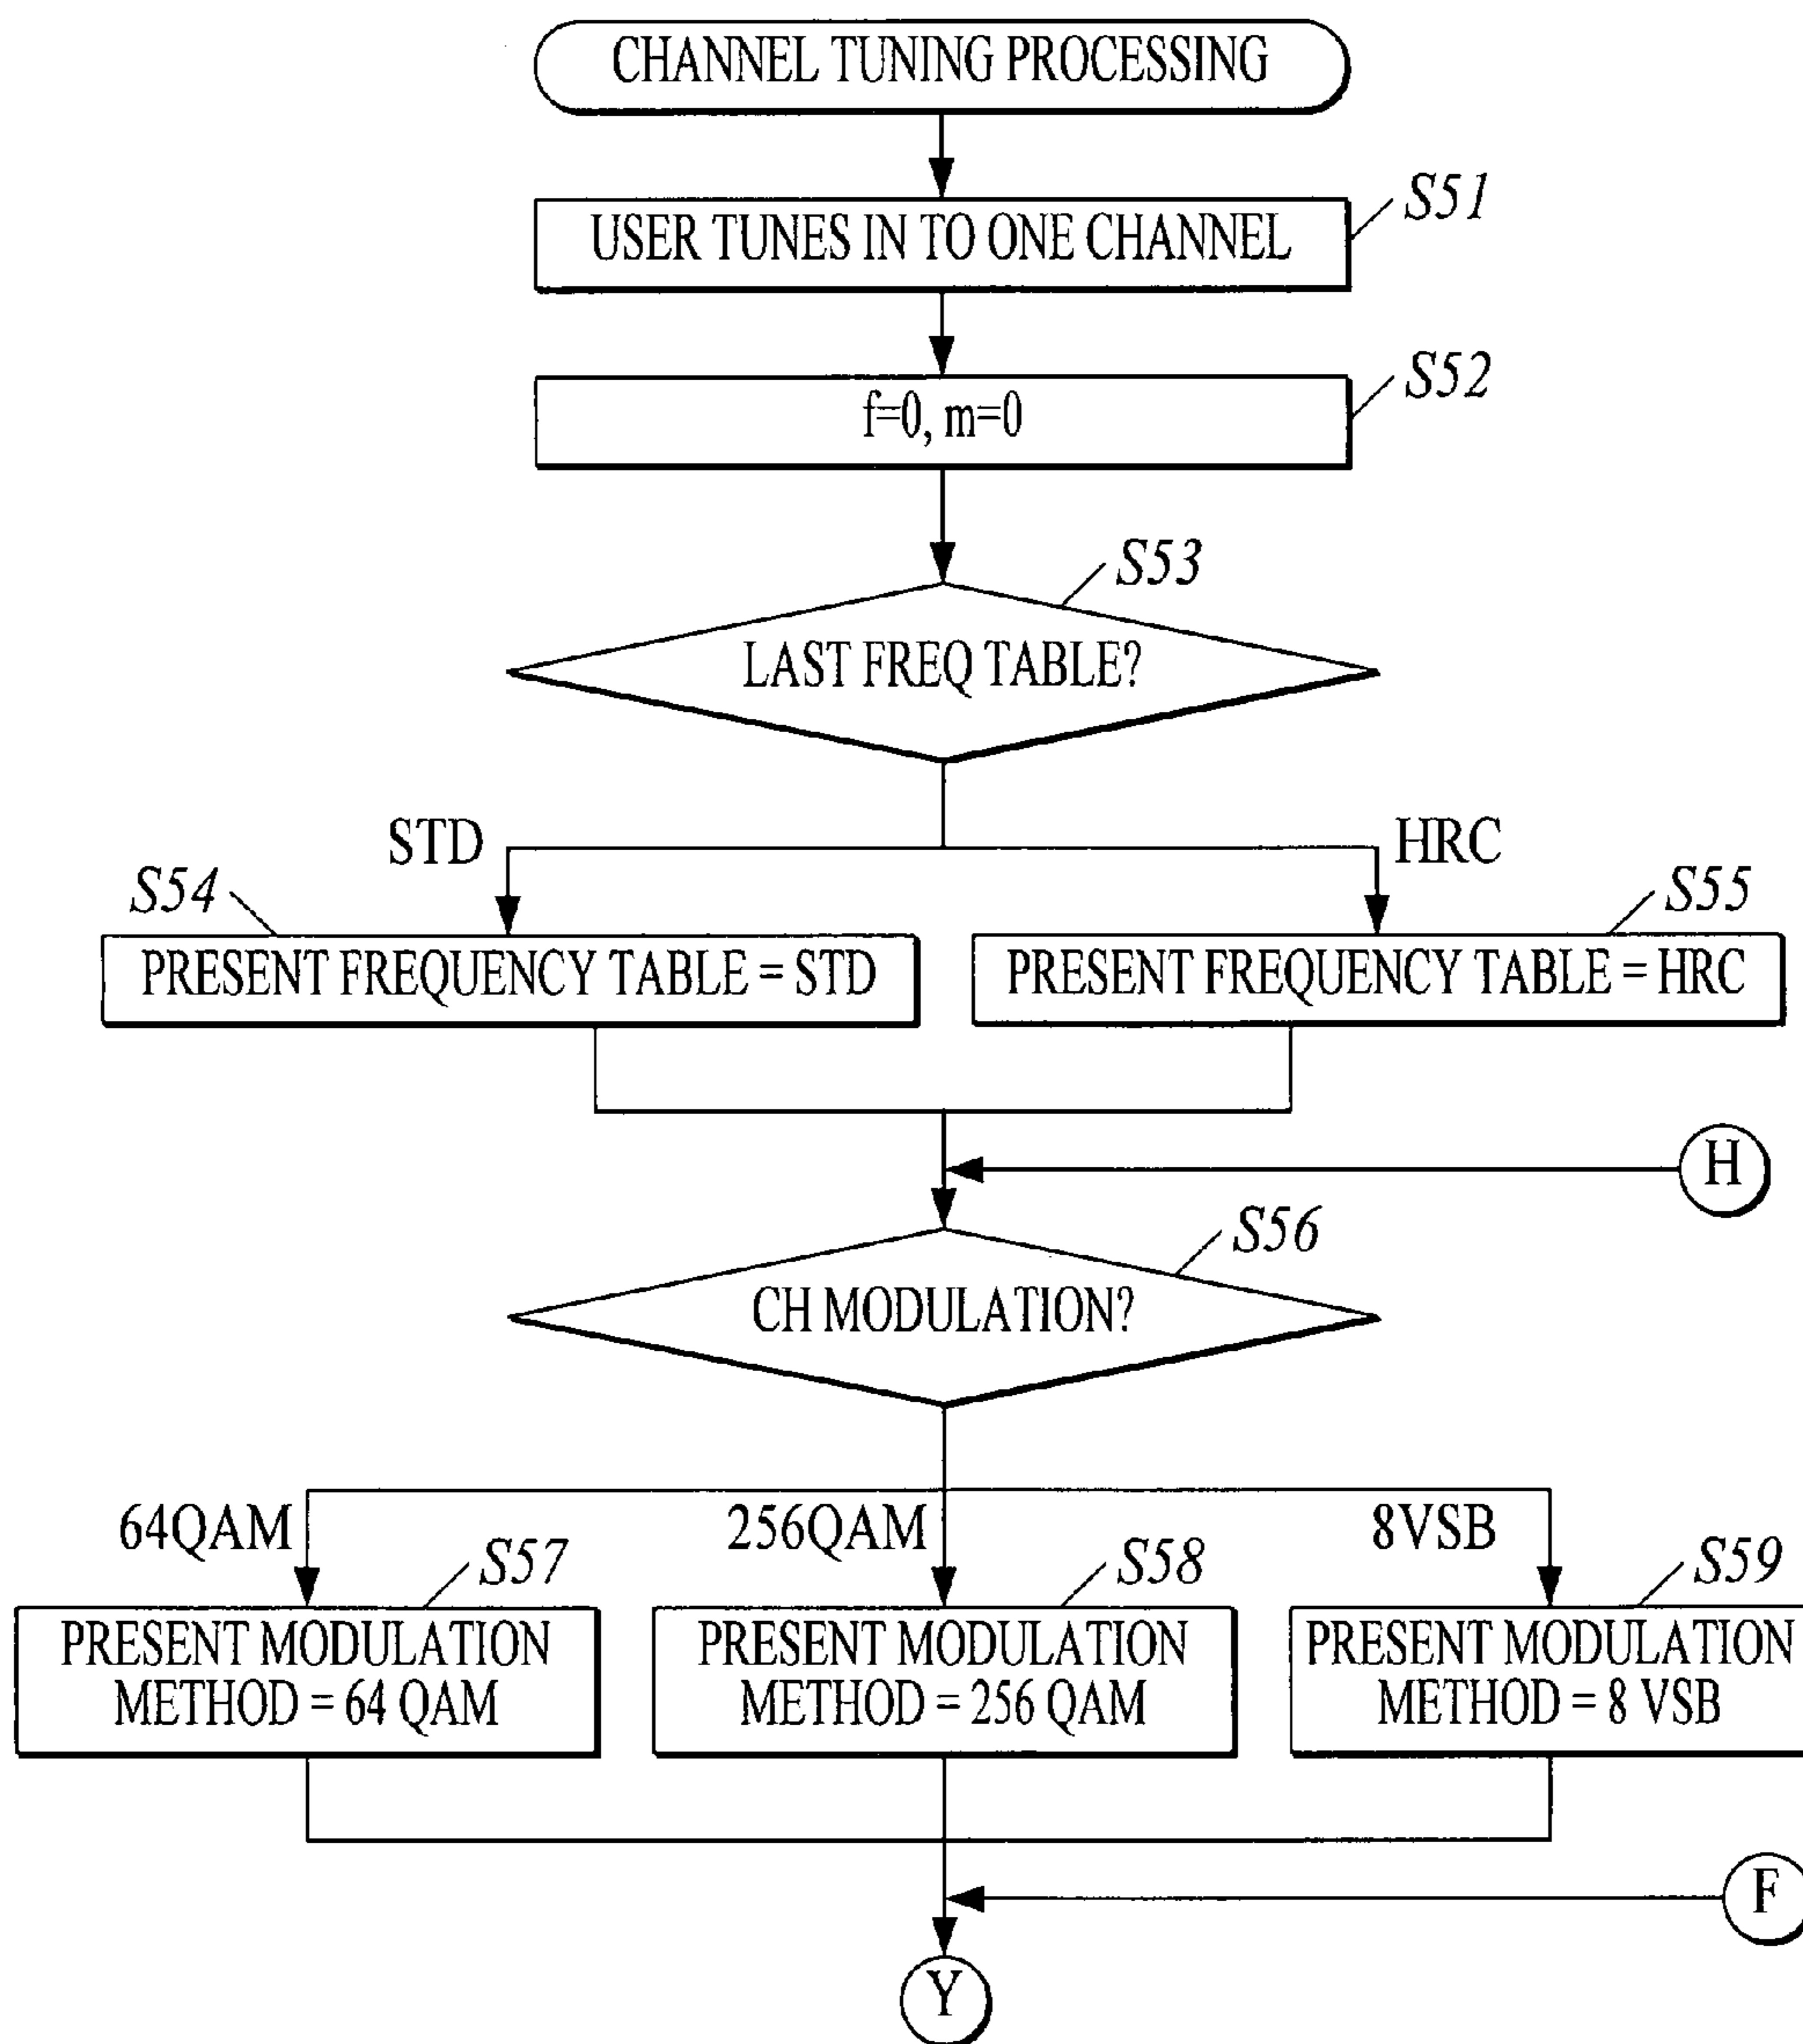 CHANNEL TUNING PROCESSING
S51
USER TUNES IN TO ONE CHANNEL
S52
f=0, m=0
S53
LAST FREQ TABLE?
STD
HRC
S54
S55
PRESENT FREQUENCY TABLE = STD
PRESENT FREQUENCY TABLE = HRC
H
S56
CH MODULATION?
64QAM
256QAM
8VSB
S57
S58
S59
PRESENT MODULATION
METHOD = 64 QAM
PRESENT MODULATION
METHOD = 256 QAM
PRESENT MODULATION
METHOD = 8 VSB
F
Y